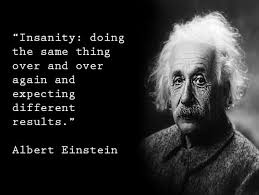 “Insanity: doing
the same thing
over and over
again and
expecting
different
results.”
Albert Einstein